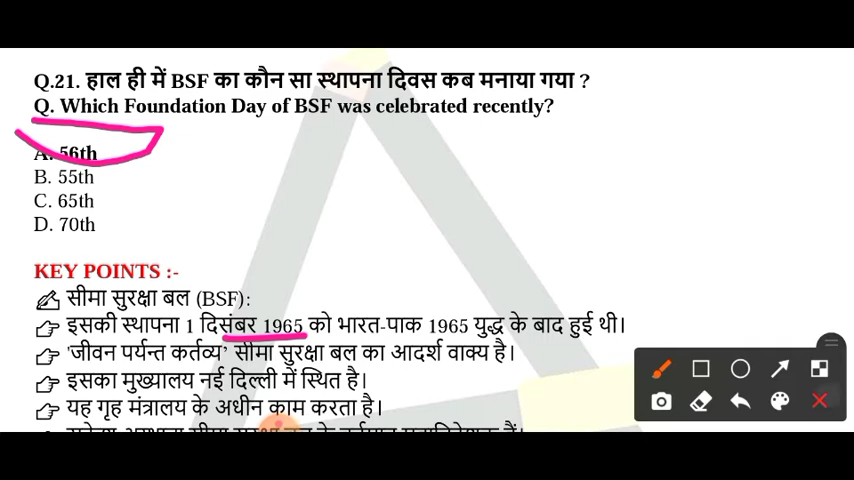 Q.21. हाल ही में BSF का कौन सा स्थापना दिवस कब मनाया गया ?
Q. Which Foundation Day of BSF was celebrated recently?
A. 56th
B. 55th
C. 65th
D. 70th
KEY POINTS :-
सीमा सुरक्षा बल (BSF):
इसकी स्थापना 1 दिसंबर 1965 को भारत-पाक 1965 युद्ध के बाद हुई थी।
'जीवन पर्यन्त कर्तव्य’ सीमा सुरक्षा बल का आदर्श वाक्य है।
इसका मुख्यालय नई दिल्ली में स्थित है।
यह गृह मंत्रालय के अधीन काम करता है।